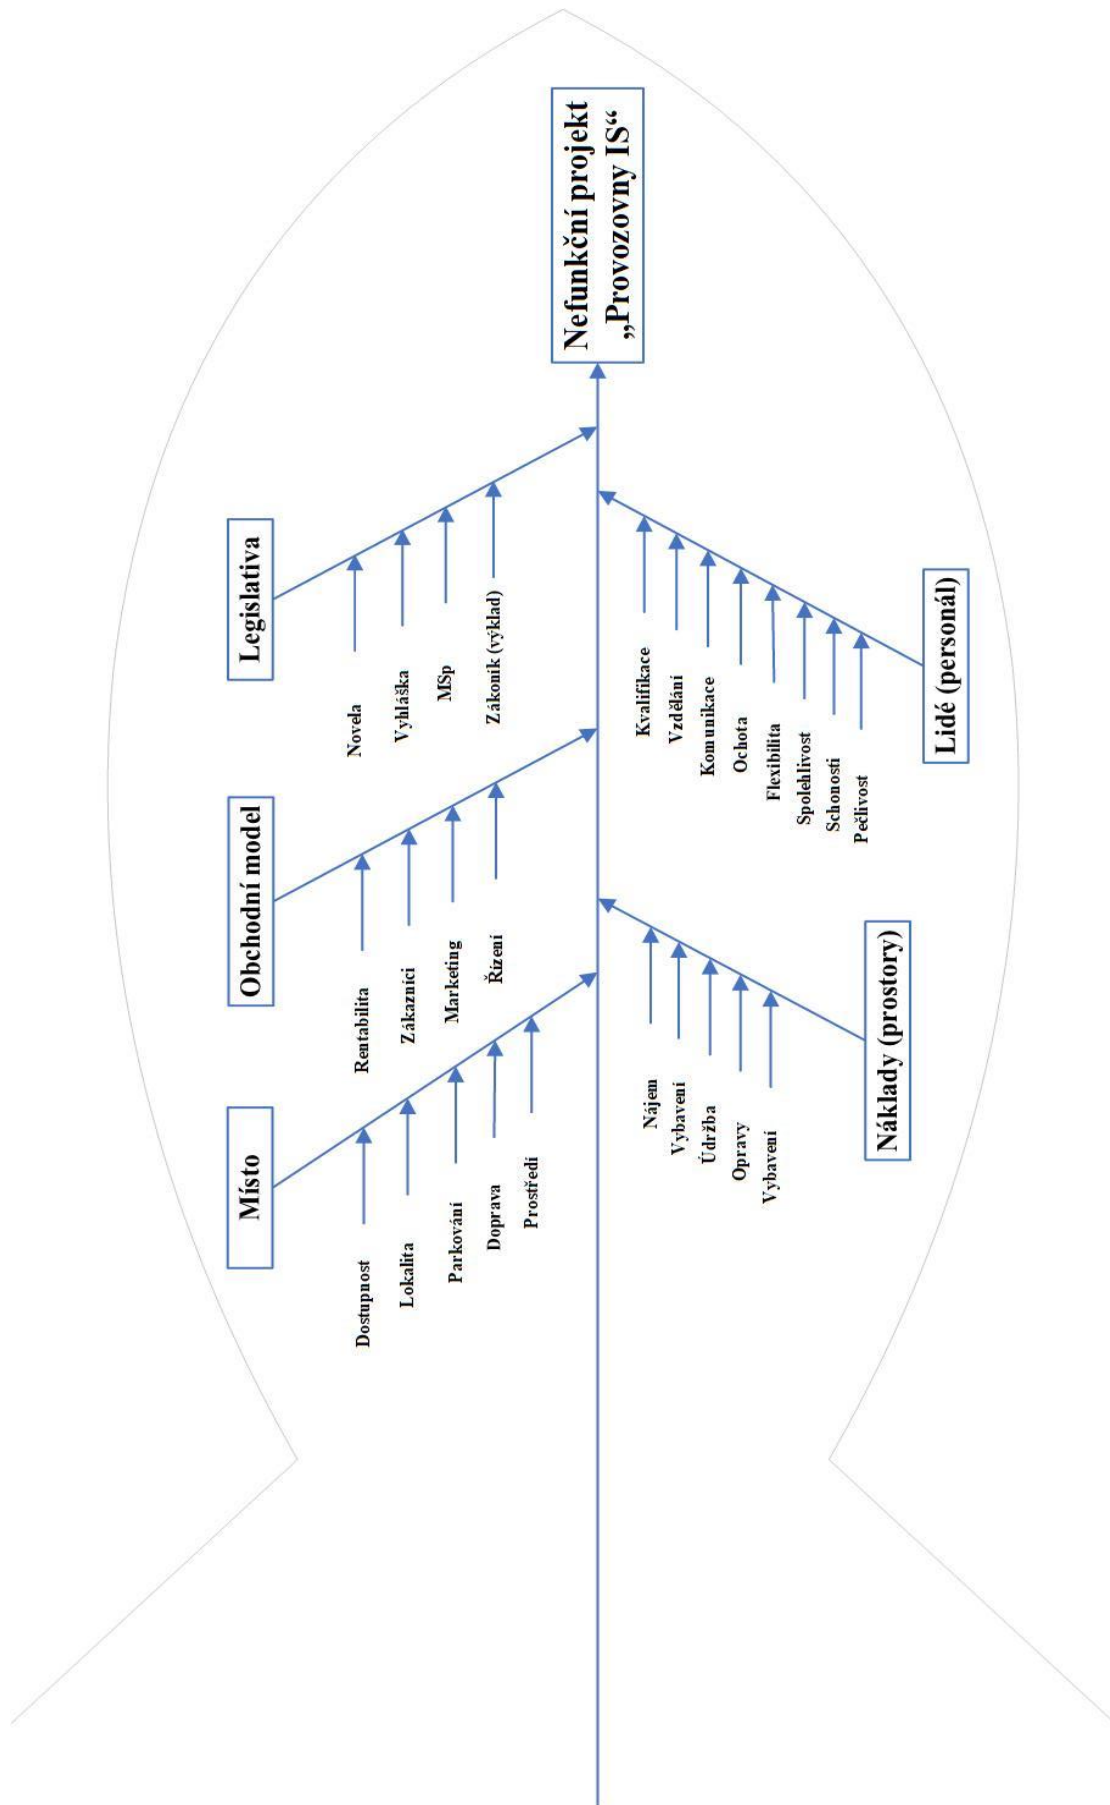 Místo
Obchodní model
Legislativa
Dostupnost
Lokalita
Parkování
Doprava
Prostředí
Rentabilita
Zákazníci
Marketing
Řízení
Novela
Vyhláška
MSp
Zákoník (výklad)
Nefunkční projekt
„Provozovny IS“
Nájem
Vybavení
Údržba
Opravy
Vybavení
Kvalifikace
Vzdělání
Komunikace
Ochota
Flexibilita
Spolehlivost
Schonosti
Pečlivost
Náklady (prostory)
Lidé (personál)